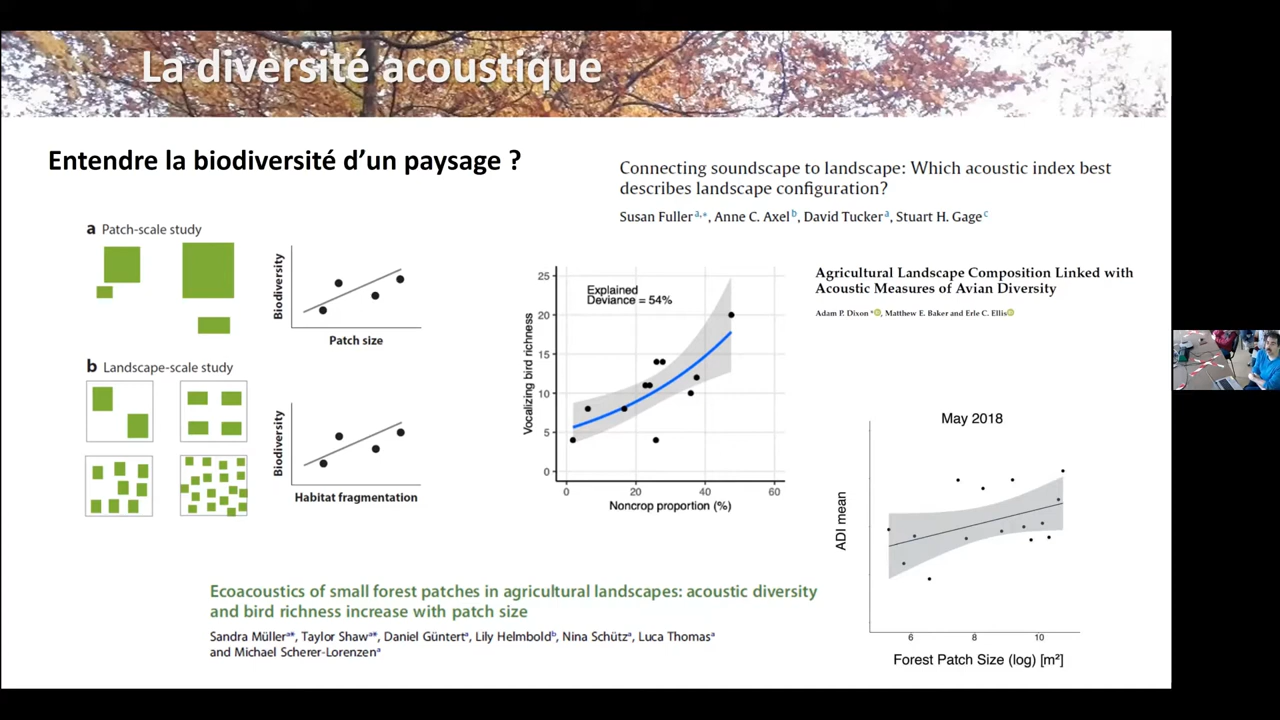 La diversité acoustique
Entendre la biodiversité d’un paysage ?
Connecting soundscape to landscape: Which acoustic index best
describes landscape configuration?
Susan Fuller a,*, Anne C. Axel b, David Tucker a, Stuart H. Gage c
a Patch-scale study
Biodiversity
Patch size
b Landscape-scale study
Biodiversity
Habitat fragmentation
Explained
Deviance = 54%
Vocalizing bird richness
25
20
15
10
5
0
0 20 40 60
Noncrop proportion (%)
Agricultural Landscape Composition Linked with
Acoustic Measures of Avian Diversity
Adam P. Dixon *, Matthew E. Baker and Erle C. Ellis
May 2018
ADI mean
6 8 10
Forest Patch Size (log) [m²]
Ecoacoustics of small forest patches in agricultural landscapes: acoustic diversity
and bird richness increase with patch size
Sandra Müller a*, Taylor Shaw a*, Daniel Güntert a, Lily Helmbold b, Nina Schütz a, Luca Thomas a
and Michael Scherer-Lorenzen a